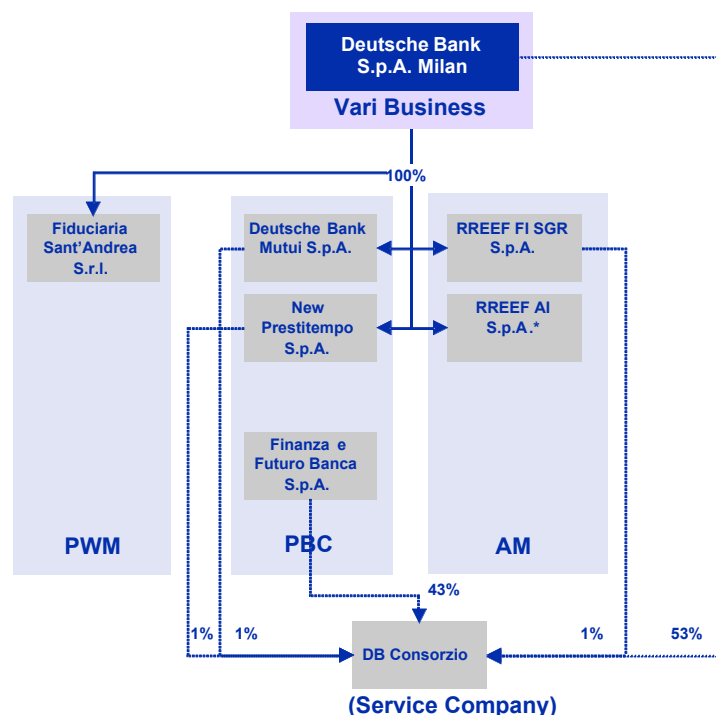 Deutsche Bank
S.p.A. Milan
Vari Business
100%
Fiduciaria
Sant'Andrea
S.r.l.
Deutsche Bank
Mutui S.p.A.
RREEF FI SGR
S.p.A.
New
Prestitempo
S.p.A.
RREEF AI
S.p.A.*
Finanza e
Futuro Banca
S.p.A.
PWM
PBC
AM
43%
1%
1%
1%
53%
DB Consorzio
(Service Company)